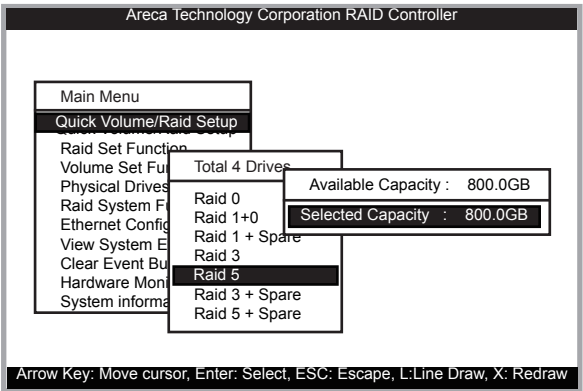 Areca Technology Corporation RAID Controller
Main Menu
Quick Volume/Raid Setup
Raid Set Function
Volume Set Fu
Physical Drives
Raid System F
Ethernet Config
View System E
Clear Event Bu
Hardware Moni
System informa
Total 4 Drives
Raid 0
Raid 1+0
Raid 1 + Spare
Raid 3
Raid 5
Raid 3 + Spare
Raid 5 + Spare
Available Capacity : 800.0GB
Selected Capacity : 800.0GB
Arrow Key: Move cursor, Enter: Select, ESC: Escape, L:Line Draw, X: Redraw